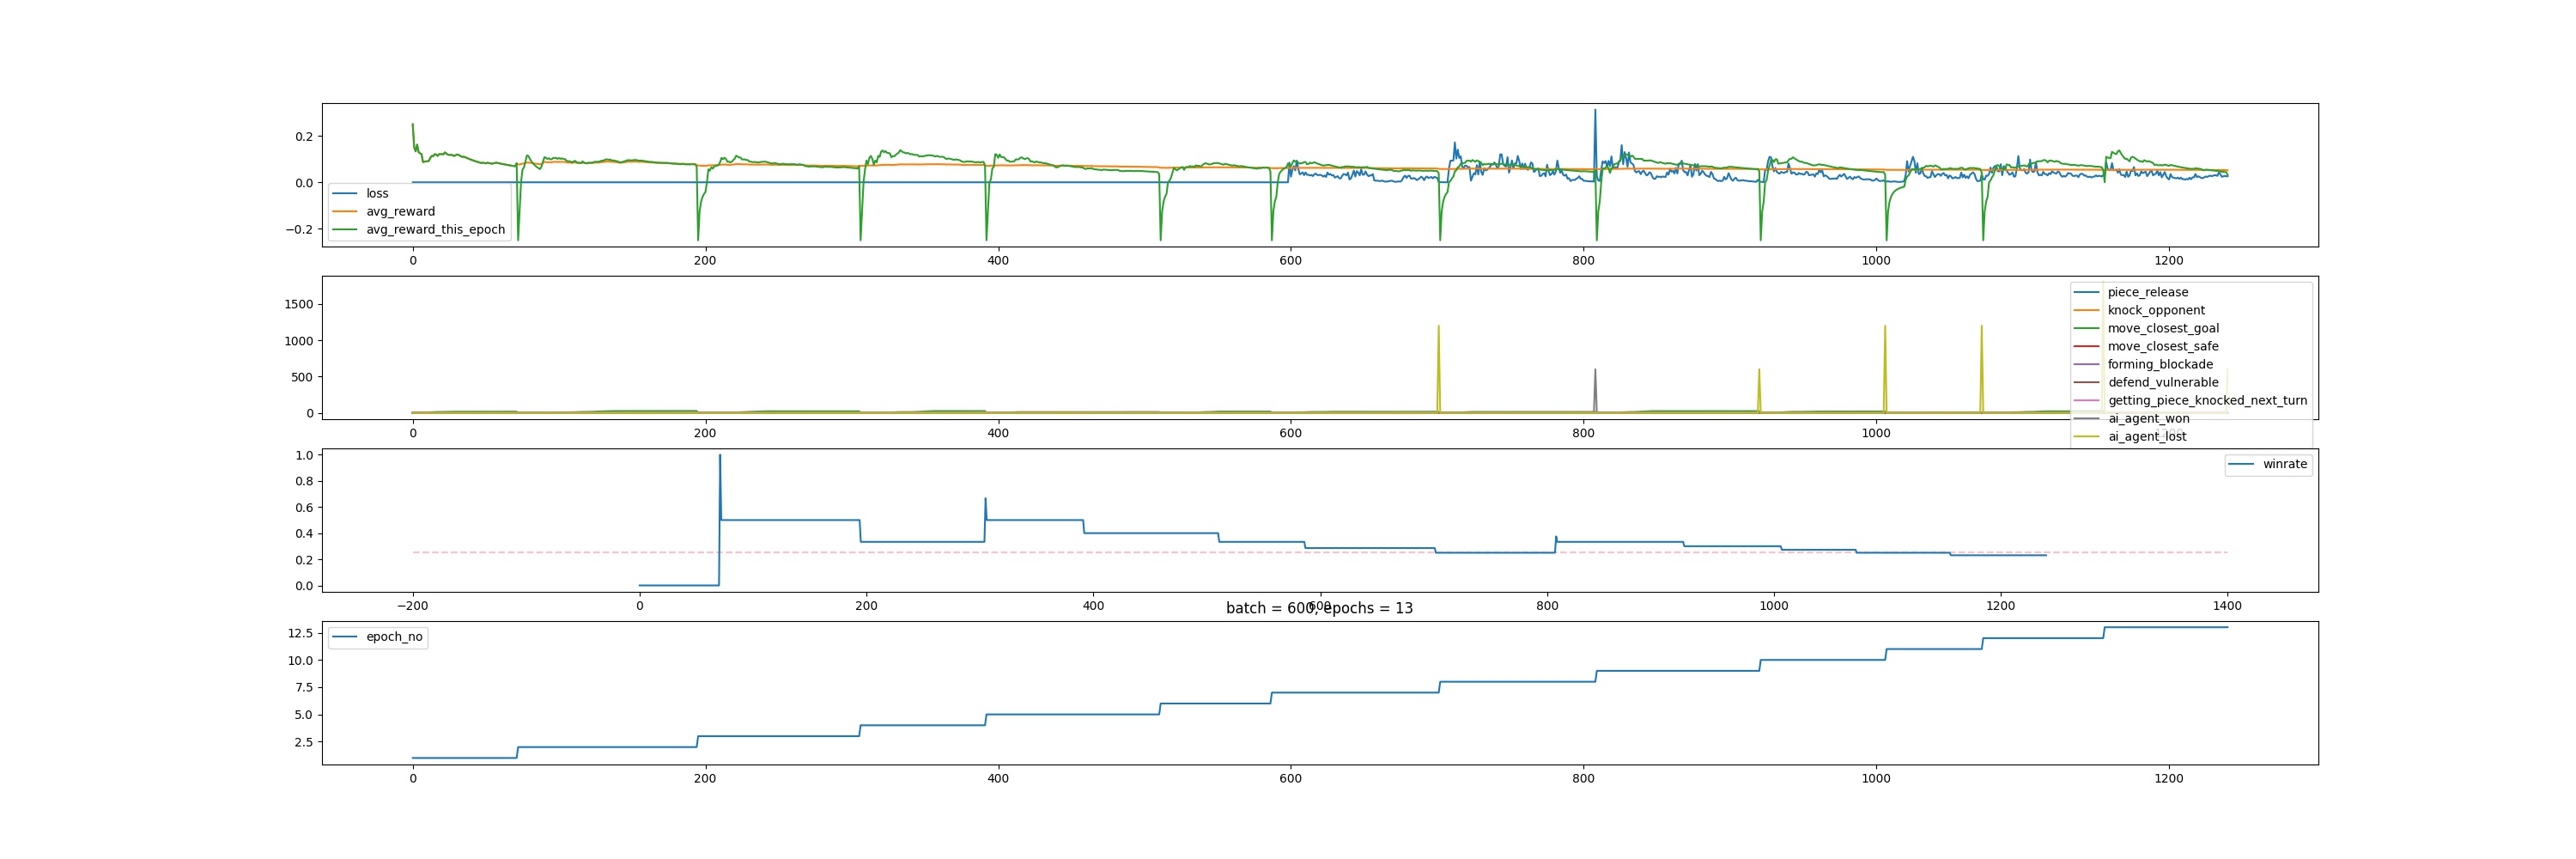 0.2
0.0
−0.2
loss
avg_reward
avg_reward_this_epoch
0 200 400 600 800 1000 1200
1500
1000
500
0
piece_release
knock_opponent
move_closest_goal
move_closest_safe
forming_blockade
defend_vulnerable
getting_piece_knocked_next_turn
ai_agent_won
ai_agent_lost
0 200 400 600 800 1000 1200
1.0
0.8
0.6
0.4
0.2
0.0
winrate
−200 0 200 400 600 800 1000 1200 1400
batch = 600, epochs = 13
12.5
10.0
7.5
5.0
2.5
epoch_no
0 200 400 600 800 1000 1200